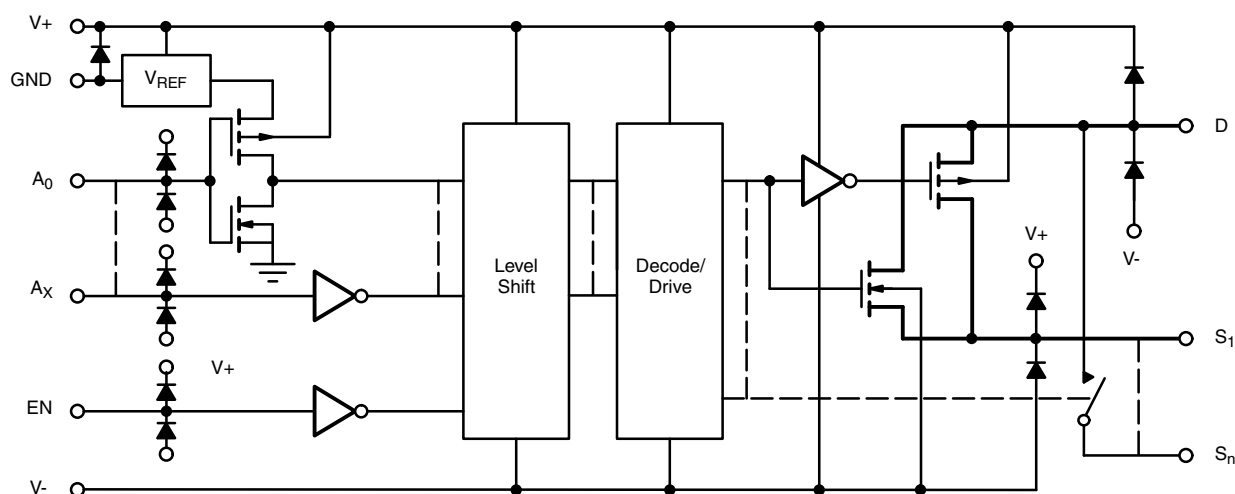 V+
GND
VREF
D
A0
V+
V-
AX
Level
Shift
Decode/
Drive
S1
V+
EN
Sn
V-